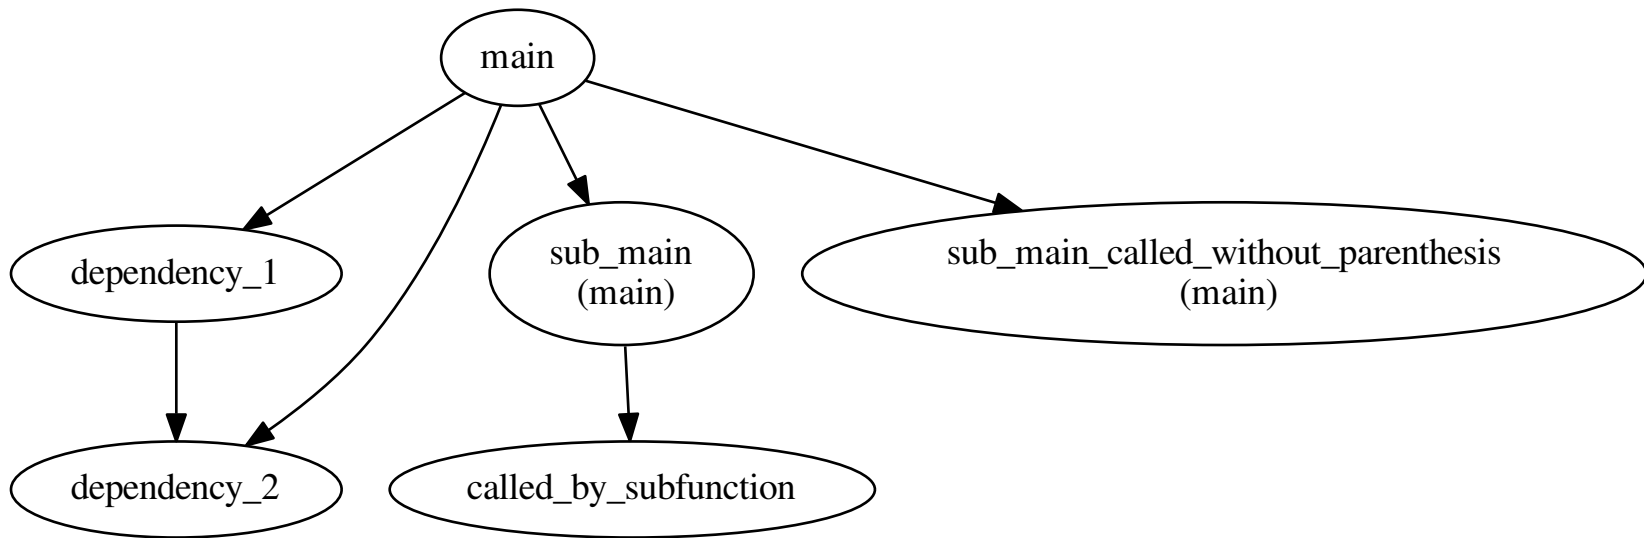 main
dependency_1
sub_main
(main)
sub_main_called_without_parenthesis
(main)
dependency_2
called_by_subfunction